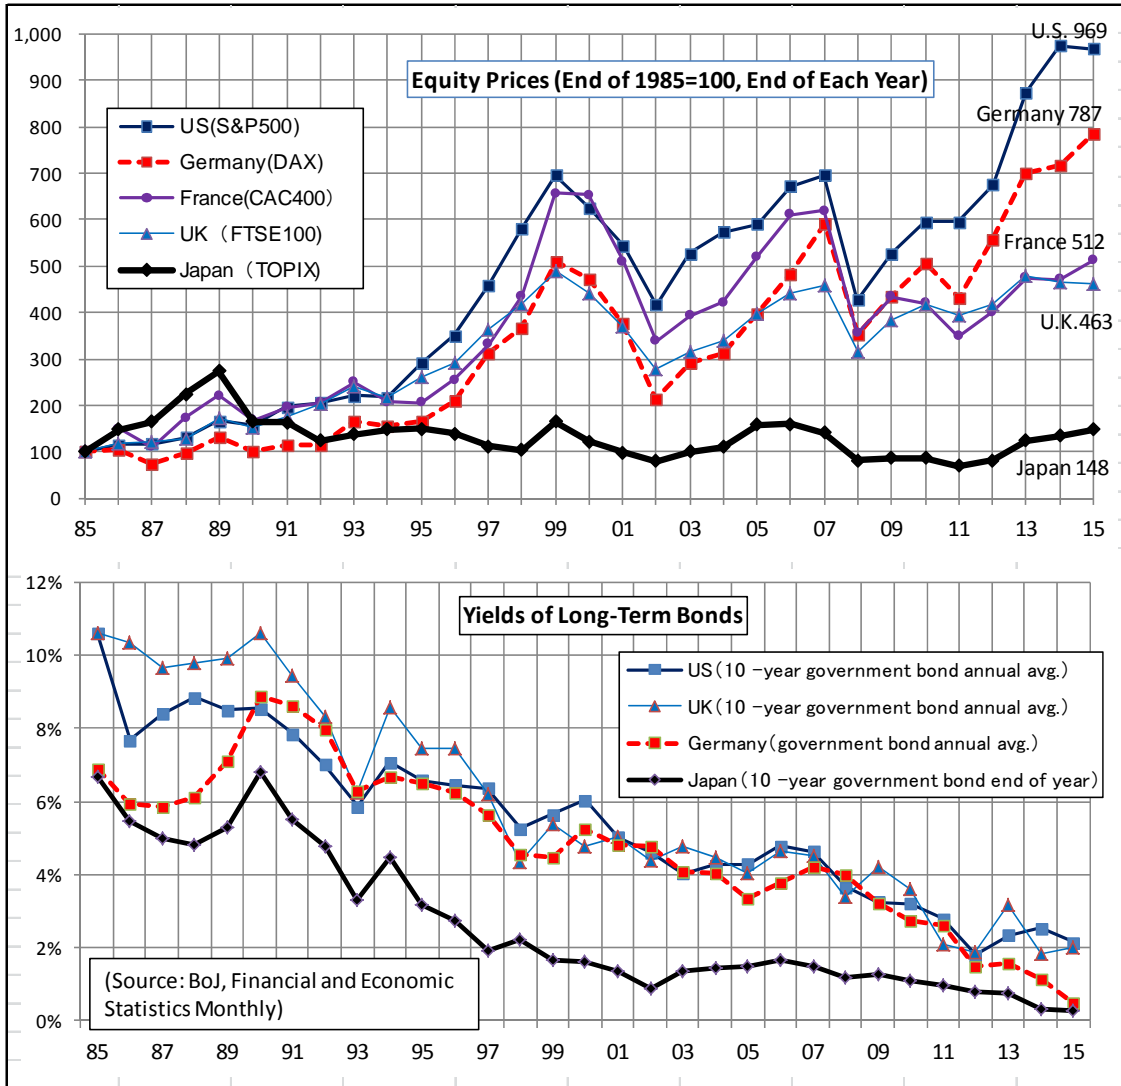 U.S. 969
1,000
Equity Prices (End of 1985=100, End of Each Year)
900
Germany 787
800
US(S&P500)
Germany(DAX)
700
France(CAC400）
600
UK （FTSE100)
France 512
500
Japan （TOPIX)
400
U.K.463
300
200
100
Japan 148
0
85 87 89 91 93 95 97 99 01 03 05 07 09 11 13 15
12%
Yields of Long-Term Bonds
10%
US（10 －year government bond annual avg.）
UK（10 －year government bond annual avg.）
8%
Germany（government bond annual avg.）
Japan（10 －year government bond end of year）
6%
4%
2%
(Source: BoJ, Financial and Economic
Statistics Monthly)
0%
85 87 89 91 93 95 97 99 01 03 05 07 09 11 13 15